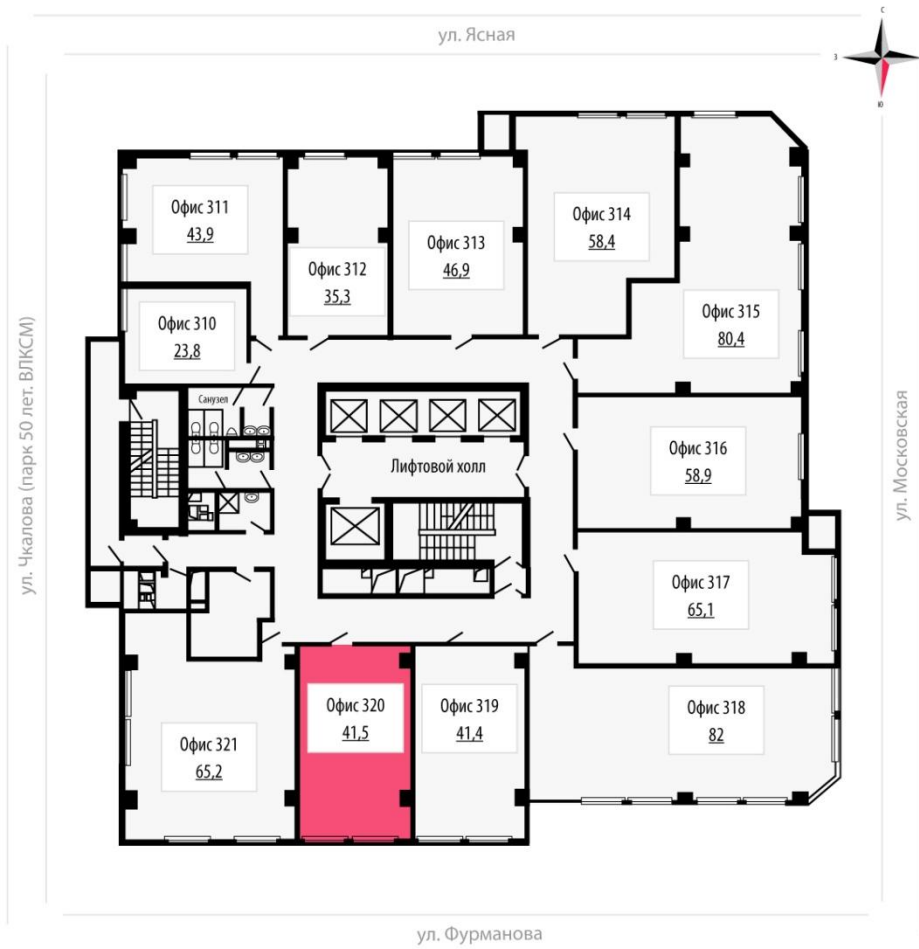 ул. Ясная
С
З
Ю
Офис 311
43,9
Офис 312
35,3
Офис 313
46,9
Офис 314
58,4
Офис 310
23,8
Офис 315
80,4
Санузел
Лифтовой холл
Офис 316
58,9
Офис 317
65,1
Офис 320
41,5
Офис 319
41,4
Офис 318
82
Офис 321
65,2
ул. Чкалова (парк 50 лет. ВЛКСМ)
ул. Московская
ул. Фурманова